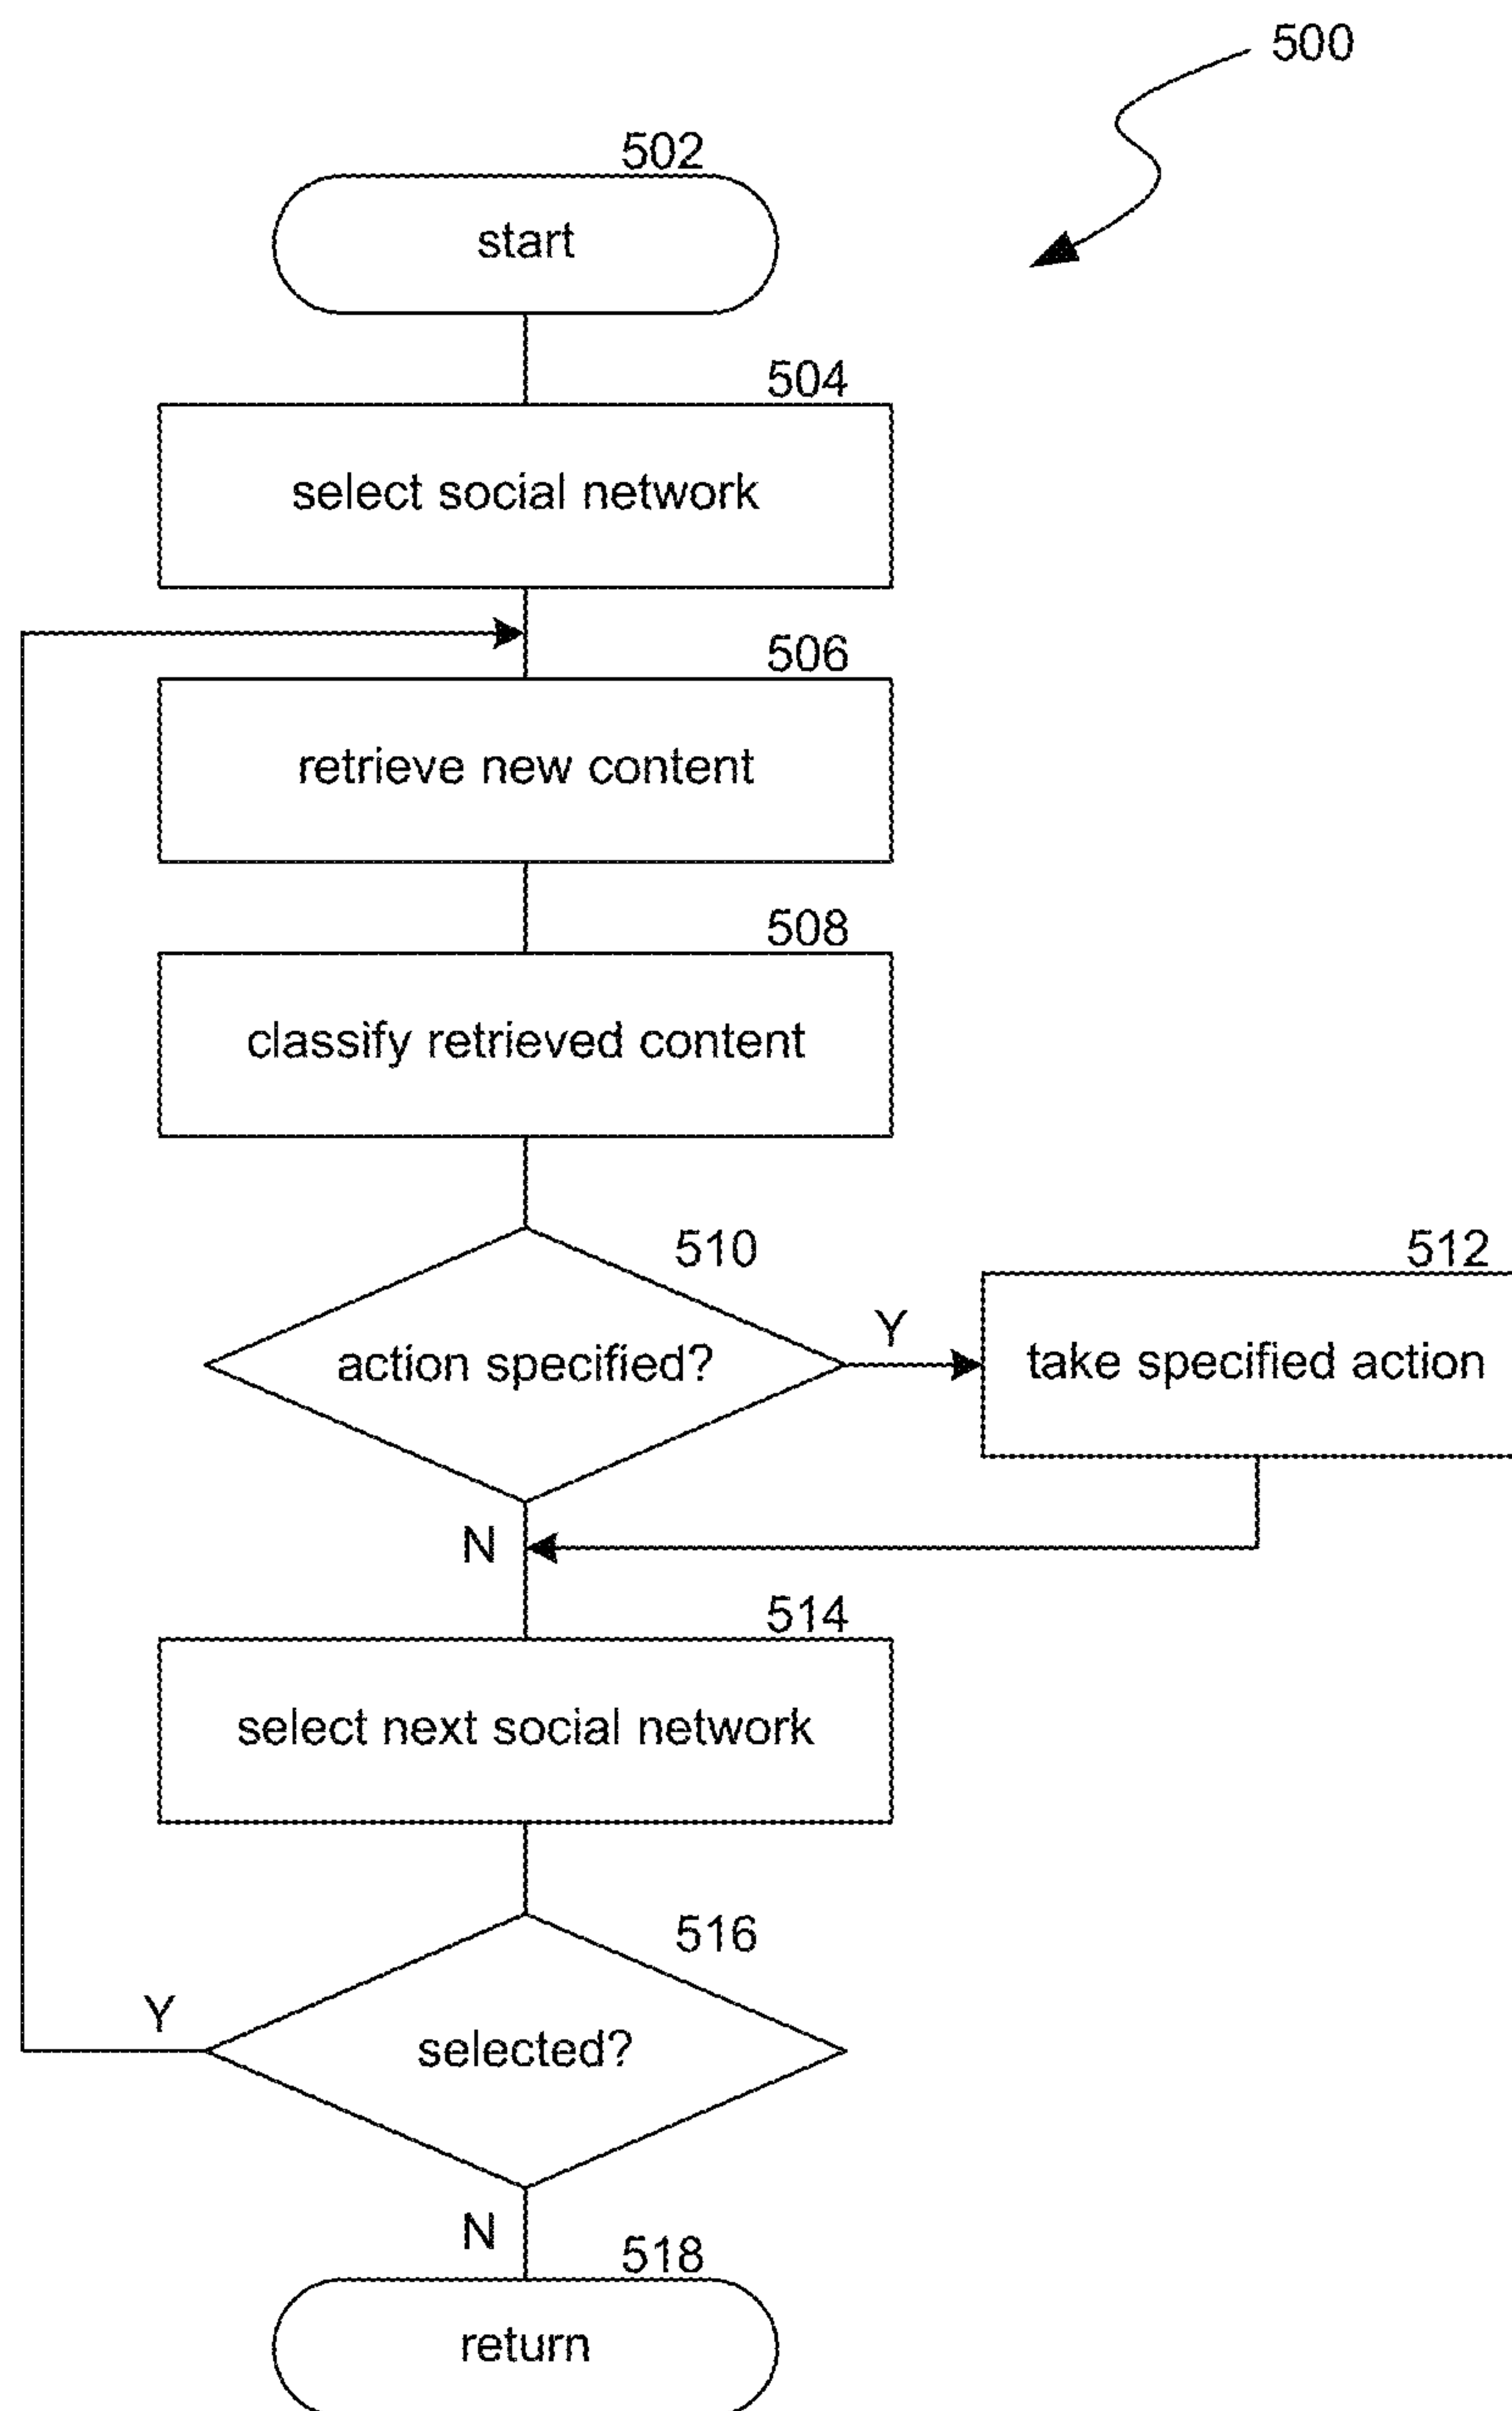 500
502
start
504
select social network
506
retrieve new content
508
classify retrieved content
510
action specified?
Y
512
take specified action
N
514
select next social network
516
selected?
Y
N
518
return